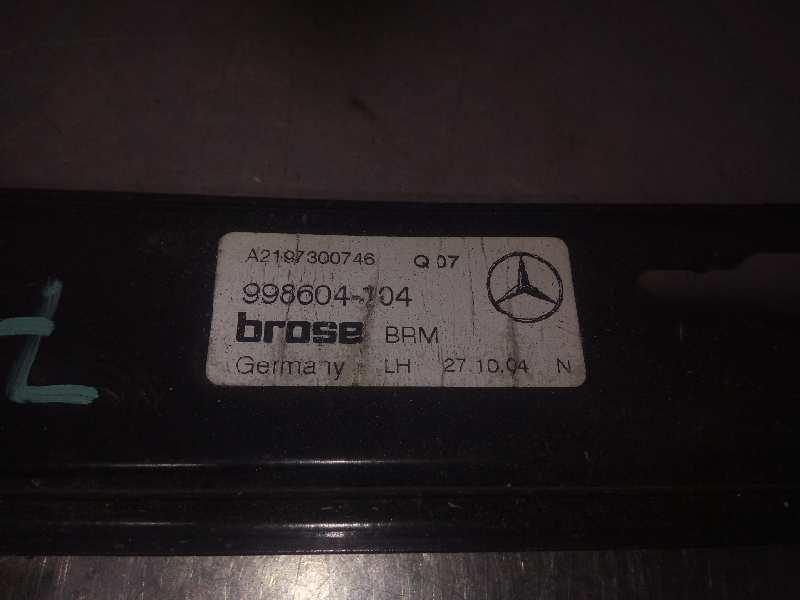 A2197300746 Q 07
998604-104
brose BRM
Germany LH 27.10.04 N
Z